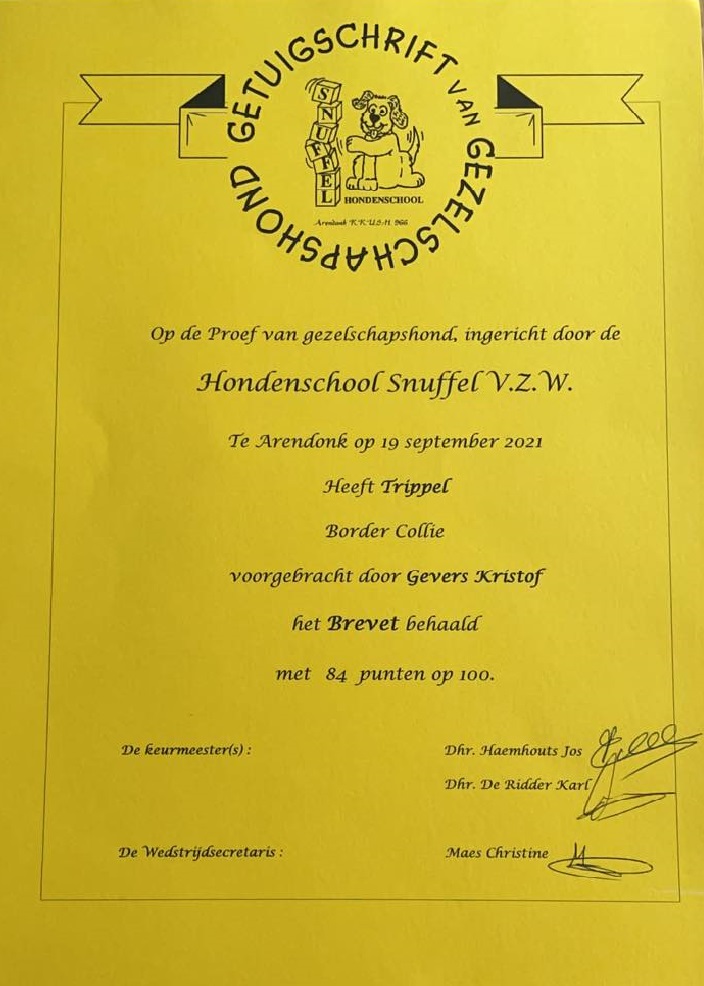 GETUIGSCHRIFT VAN GEZELSCHAPSHOND
SNUFFEL
HONDENSCHOOL
Arendonk K.K.U.S.H. 966
Op de Proef van gezelschapshond, ingericht door de
Hondenschool Snuffel V.Z.W.
Te Arendonk op 19 september 2021
Heeft Trippel
Border Collie
voorgebracht door Gevers Kristof
het Brevet behaald
met 84 punten op 100.
De keurmeester(s) : Dhr. Haemhouts Jos
Dhr. De Ridder Karl
De Wedstrijdsecretaris : Maes Christine